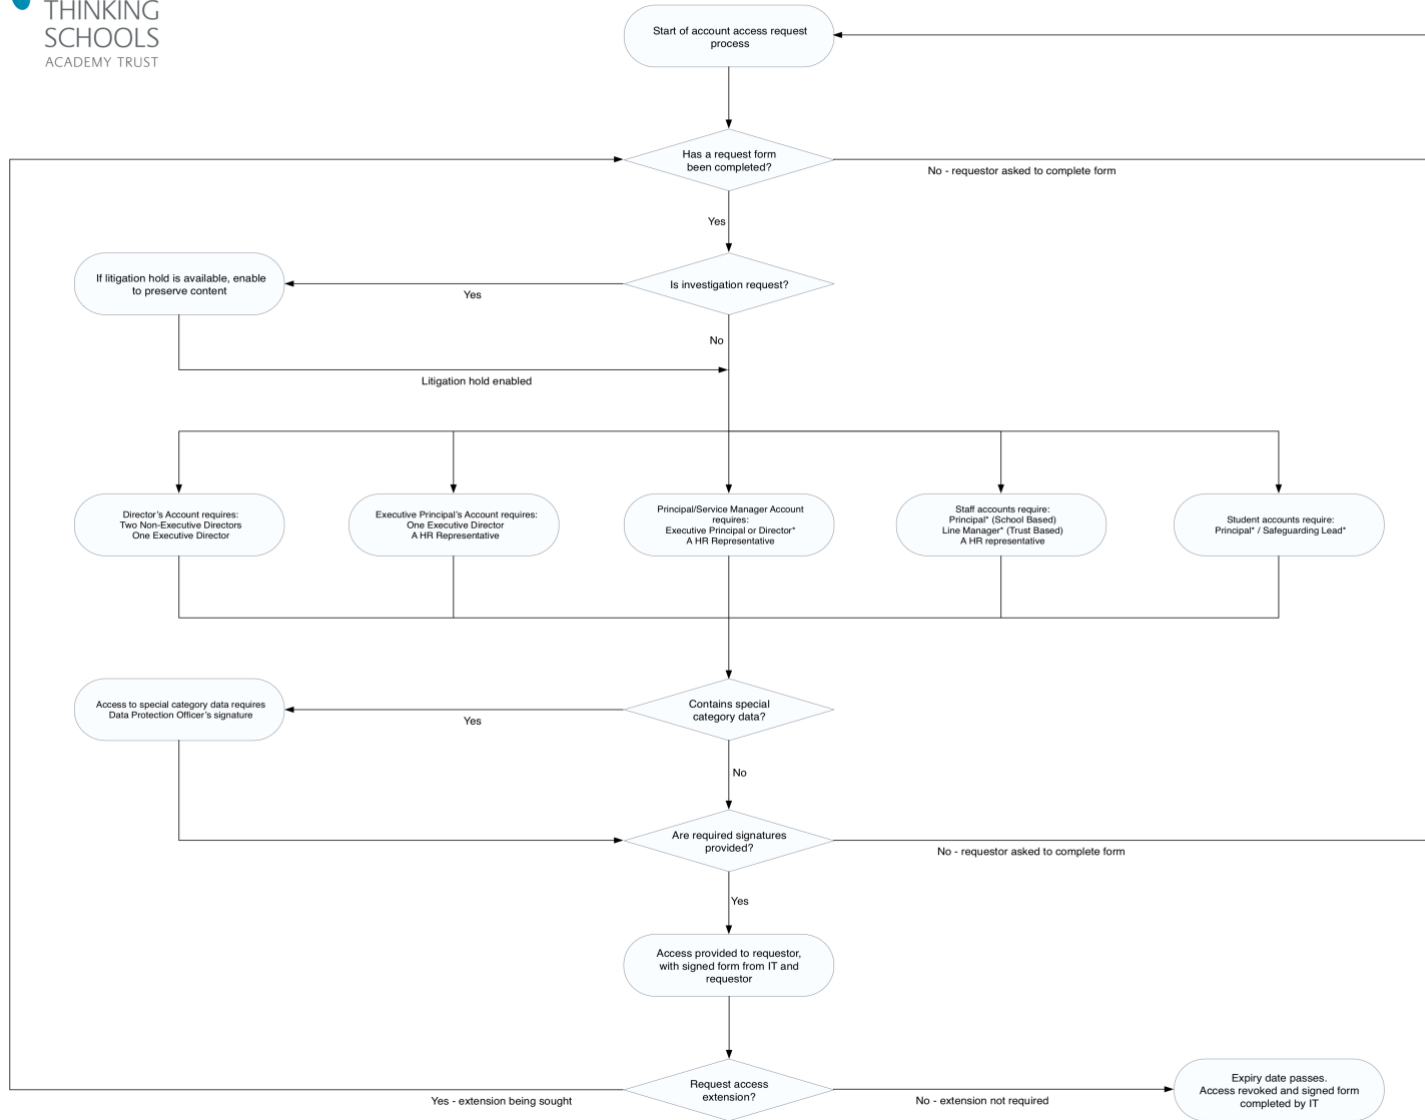 THINKING
SCHOOLS
ACADEMY TRUST
Start of account access request
process
Has a request form
been completed?
No - requestor asked to complete form
Yes
If litigation hold is available, enable
to preserve content
Yes
Is investigation request?
No
Litigation hold enabled
Director's Account requires:
Two Non-Executive Directors
One Executive Director
Executive Principal's Account requires:
One Executive Director
A HR Representative
Principal/Service Manager Account
requires:
Executive Principal or Director*
A HR Representative
Staff accounts require:
Principal* (School Based)
Line Manager* (Trust Based)
A HR representative
Student accounts require:
Principal* / Safeguarding Lead*
Access to special category data requires
Data Protection Officer's signature
Yes
Contains special
category data?
No
Are required signatures
provided?
No - requestor asked to complete form
Yes
Access provided to requestor,
with signed form from IT and
requestor
Request access
extension?
Yes - extension being sought
No - extension not required
Expiry date passes.
Access revoked and signed form
completed by IT